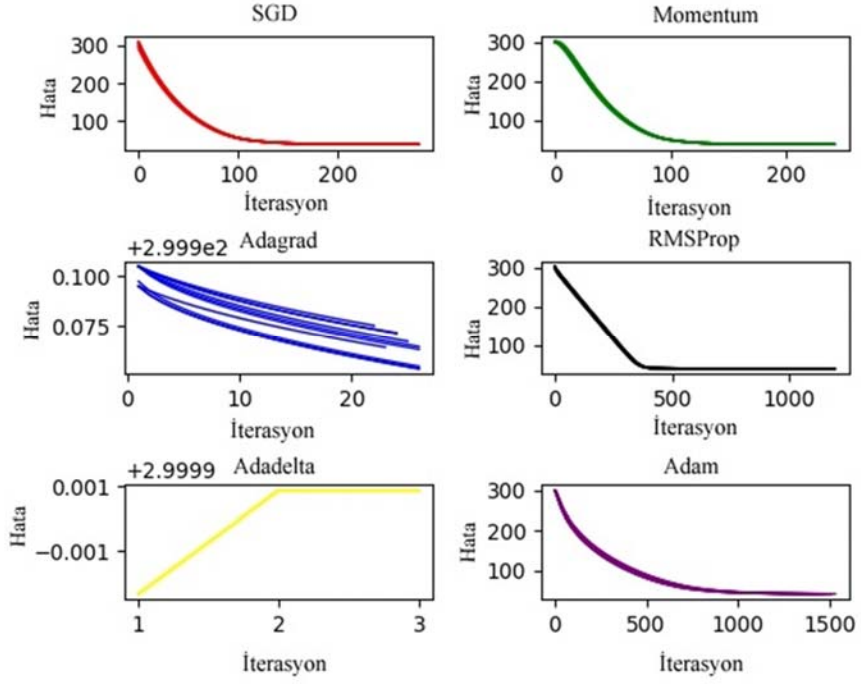 SGD
300
200
100
Hata
0 100 200
İterasyon
Momentum
300
200
100
Hata
0 100 200
İterasyon
+2.999e2 Adagrad
0.100
0.075
Hata
0 10 20
İterasyon
RMSProp
300
200
100
Hata
0 500 1000
İterasyon
+2.9999 Adadelta
0.001
−0.001
Hata
1 2 3
İterasyon
Adam
300
200
100
Hata
0 500 1000 1500
İterasyon